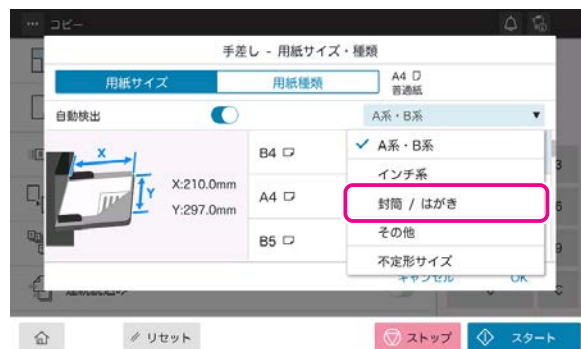 コピー
手差し - 用紙サイズ・種類
用紙サイズ
用紙種類
A4
普通紙
自動検出
A系・B系
X
Y
X:210.0mm
Y:297.0mm
B4
A4
B5
A系・B系
インチ系
封筒 / はがき
その他
不定形サイズ
キャンセル
OK
3
6
9
C
リセット
ストップ
スタート